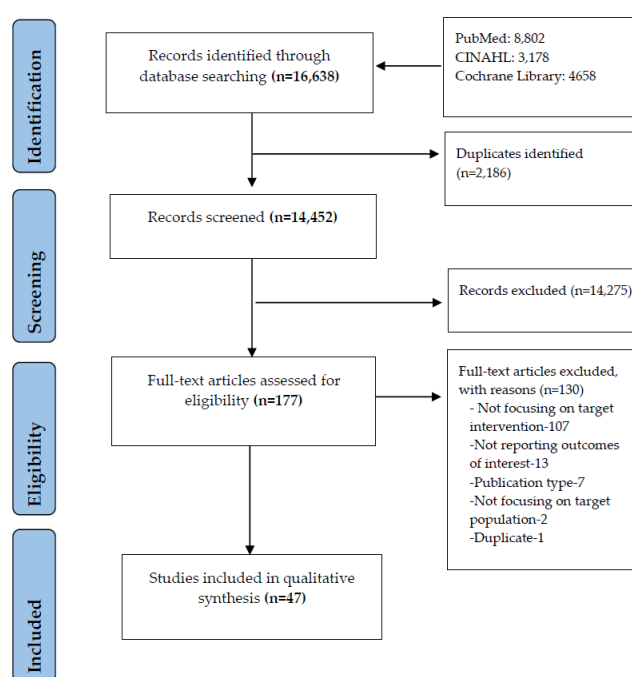 Identification
Records identified through
database searching (n=16,638)
PubMed: 8,802
CINAHL: 3,178
Cochrane Library: 4658
Duplicates identified
(n=2,186)
Screening
Records screened (n=14,452)
Records excluded (n=14,275)
Eligibility
Full-text articles assessed for
eligibility (n=177)
Full-text articles excluded,
with reasons (n=130)
- Not focusing on target
intervention-107
-Not reporting outcomes
of interest-13
-Publication type-7
-Not focusing on target
population-2
-Duplicate-1
Included
Studies included in qualitative
synthesis (n=47)